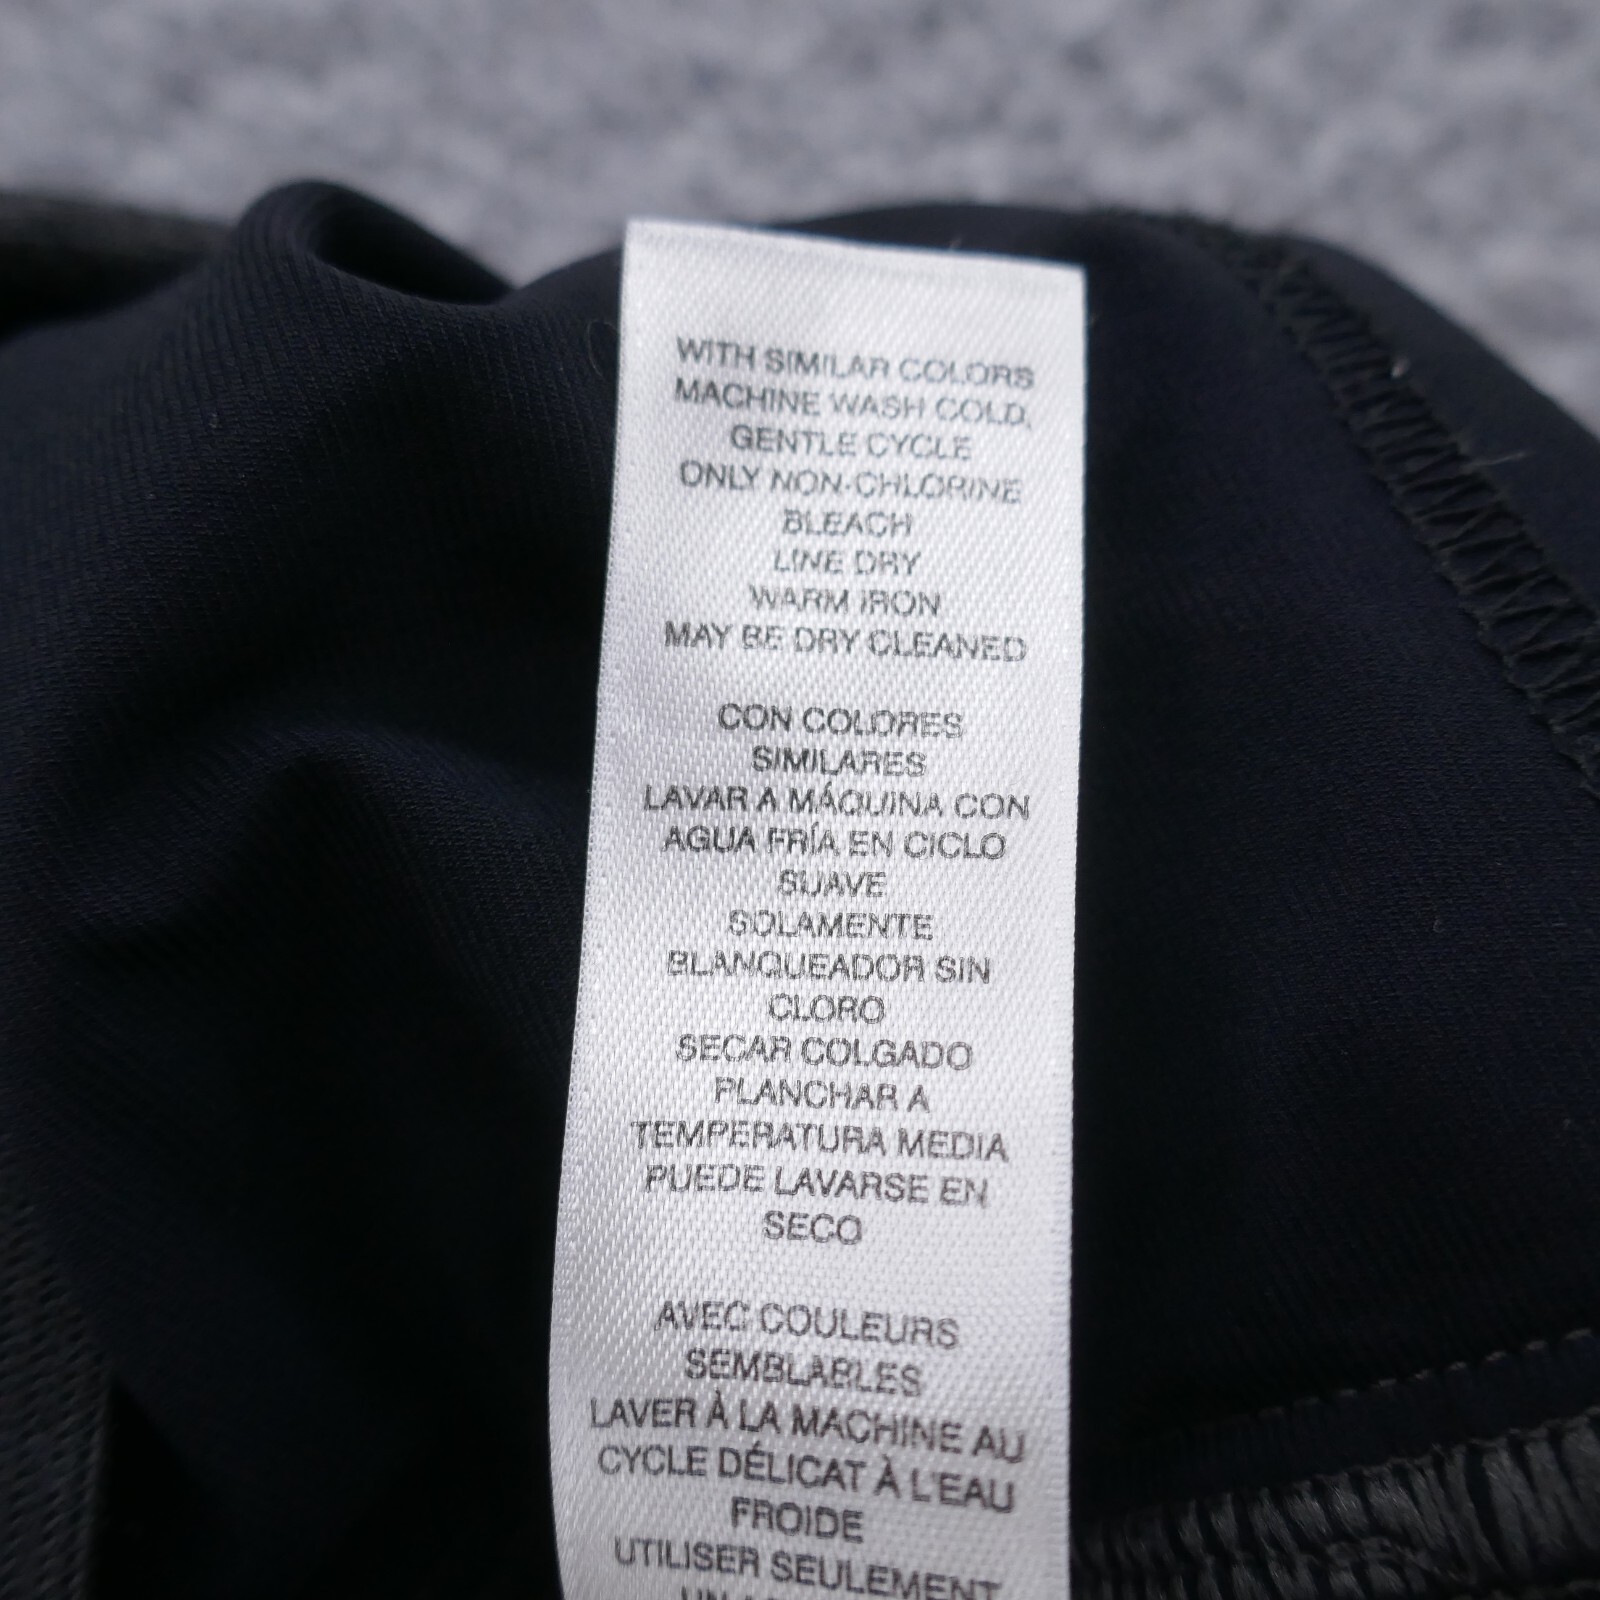 WITH SIMILAR COLORS
MACHINE WASH COLD,
GENTLE CYCLE
ONLY NON-CHLORINE
BLEACH
LINE DRY
WARM IRON
MAY BE DRY CLEANED
CON COLORES
SIMILARES
LAVAR A MÁQUINA CON
AGUA FRÍA EN CICLO
SUAVE
SOLAMENTE
BLANQUEADOR SIN
CLORO
SECAR COLGADO
PLANCHAR A
TEMPERATURA MEDIA
PUEDE LAVARSE EN
SECO
AVEC COULEURS
SEMBLABLES
LAVER À LA MACHINE AU
CYCLE DÉLICAT À L'EAU
FROIDE
UTILISER SEULEMENT
UN